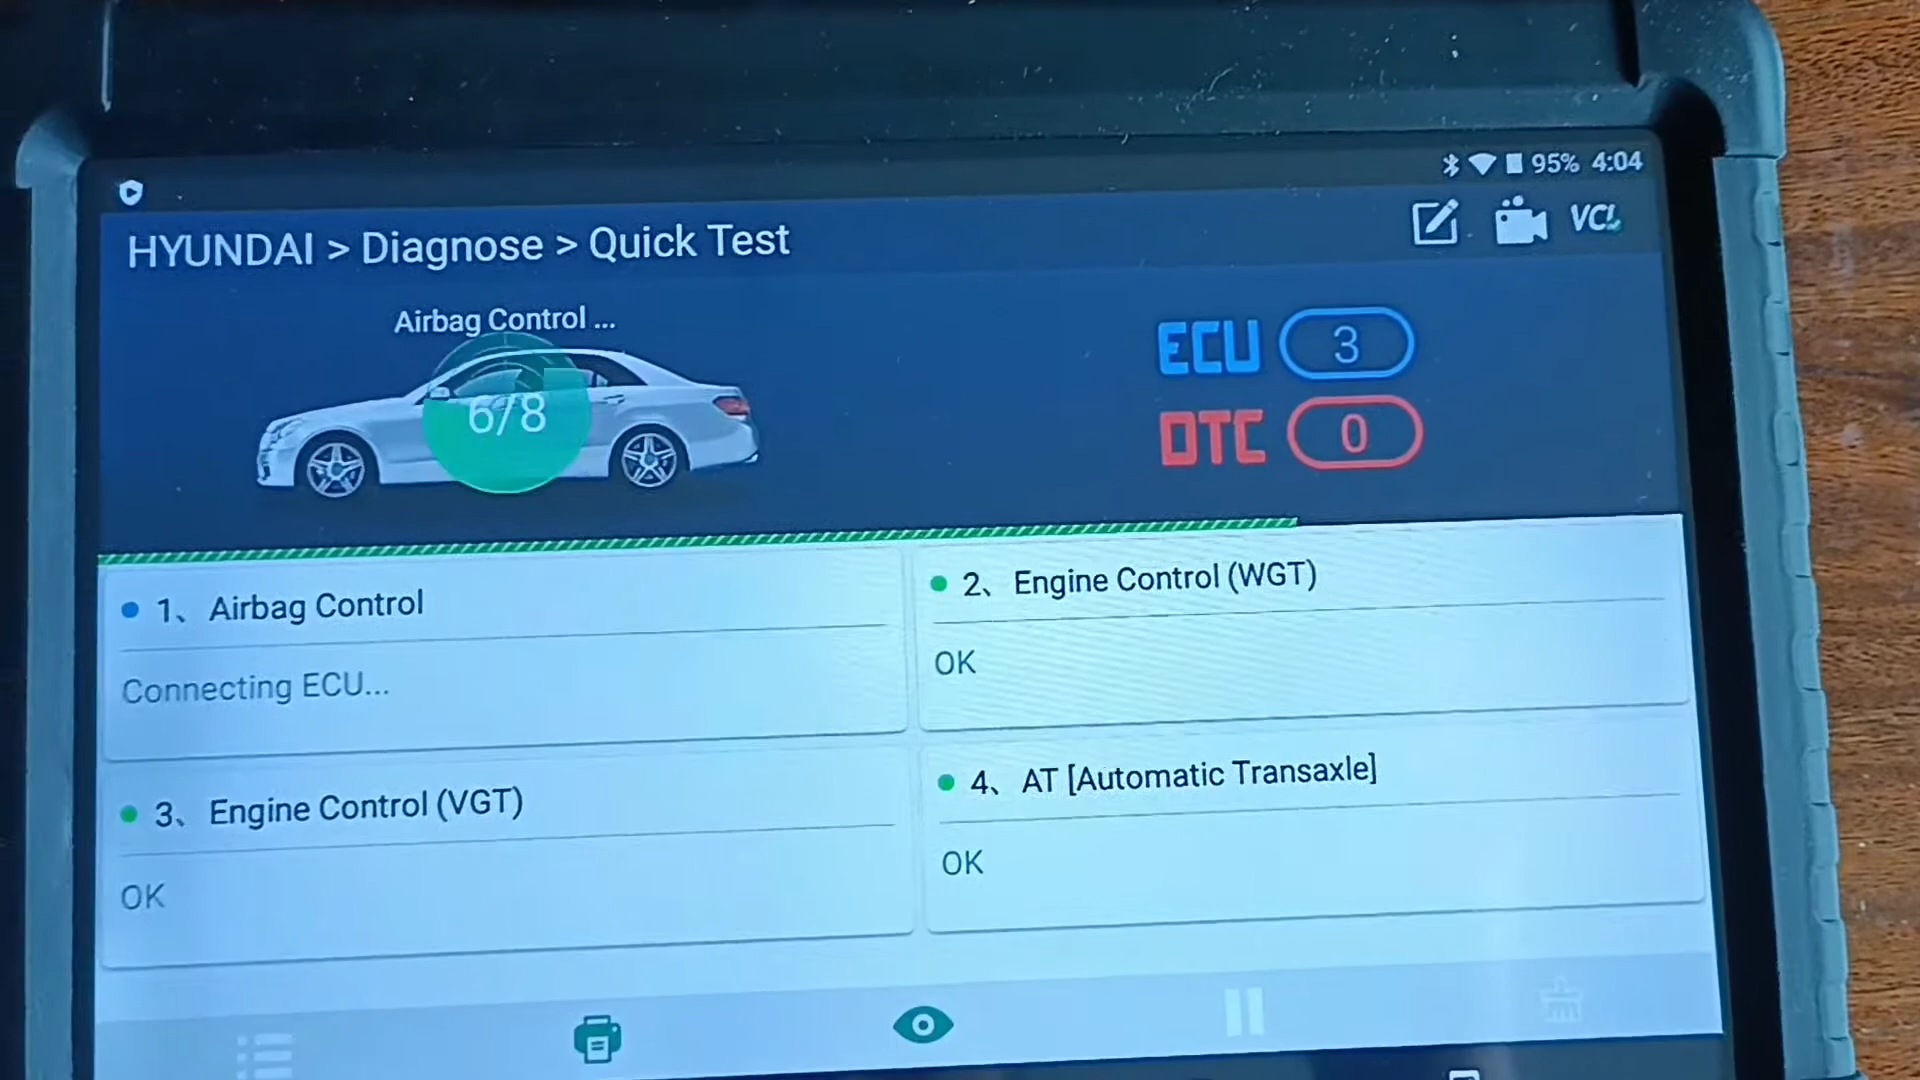 95% 4:04
HYUNDAI > Diagnose > Quick Test
VCI
Airbag Control ...
6/8
ECU 3
DTC 0
1、 Airbag Control
Connecting ECU...
2、 Engine Control (WGT)
OK
3、 Engine Control (VGT)
OK
4、 AT [Automatic Transaxle]
OK